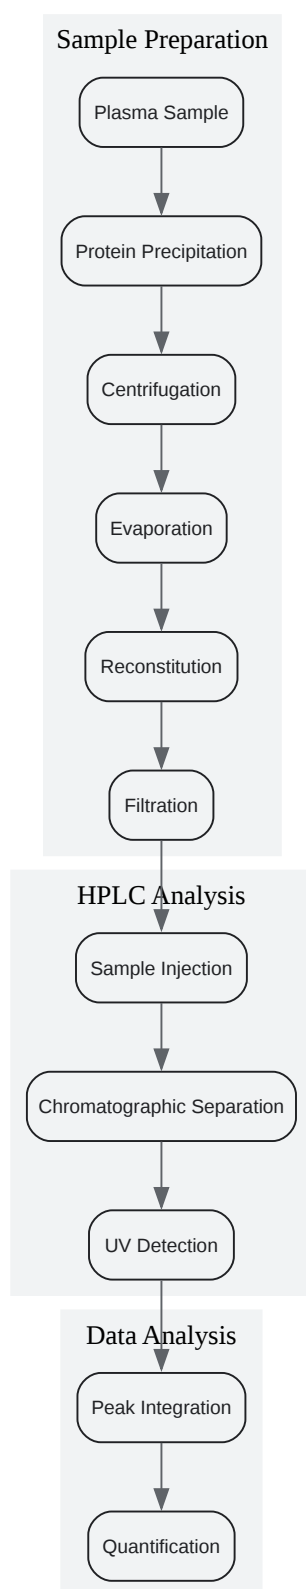 Sample Preparation
Plasma Sample
Protein Precipitation
Centrifugation
Evaporation
Reconstitution
Filtration
HPLC Analysis
Sample Injection
Chromatographic Separation
UV Detection
Data Analysis
Peak Integration
Quantification